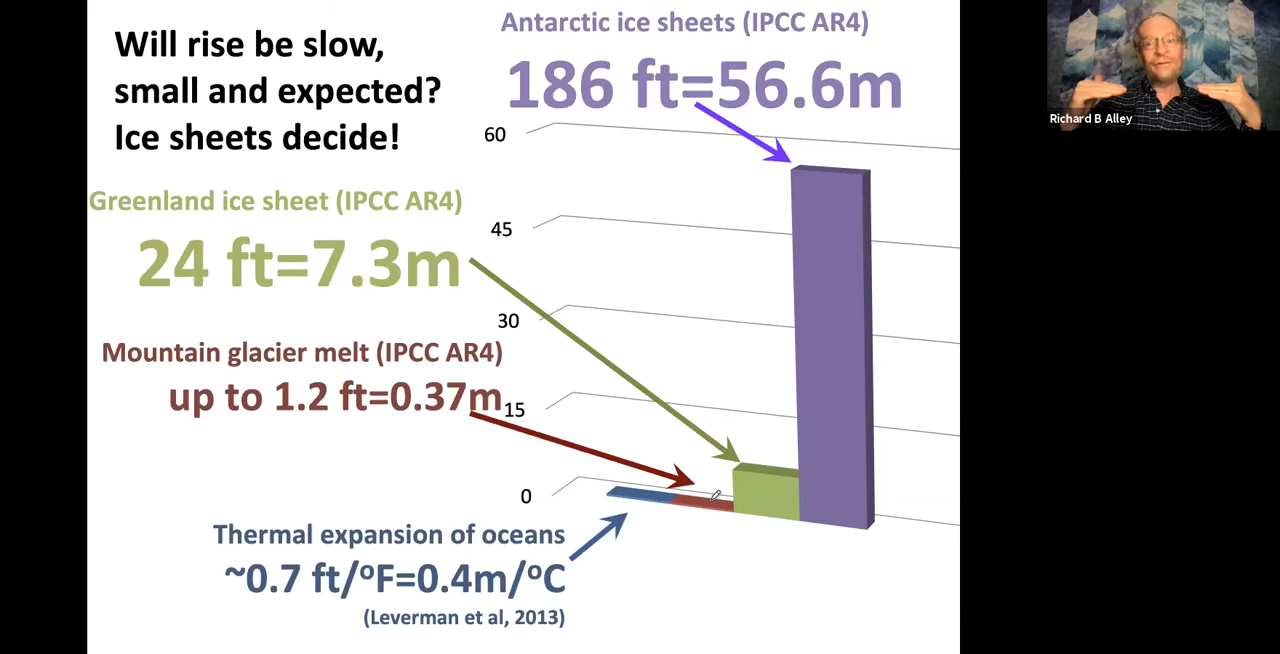 Will rise be slow,
small and expected?
Ice sheets decide!
Antarctic ice sheets (IPCC AR4)
186 ft=56.6m
Greenland ice sheet (IPCC AR4)
24 ft=7.3m
Mountain glacier melt (IPCC AR4)
up to 1.2 ft=0.37m
Thermal expansion of oceans
~0.7 ft/ºF=0.4m/ºC
(Leverman et al, 2013)
60
45
30
15
0
Richard B Alley